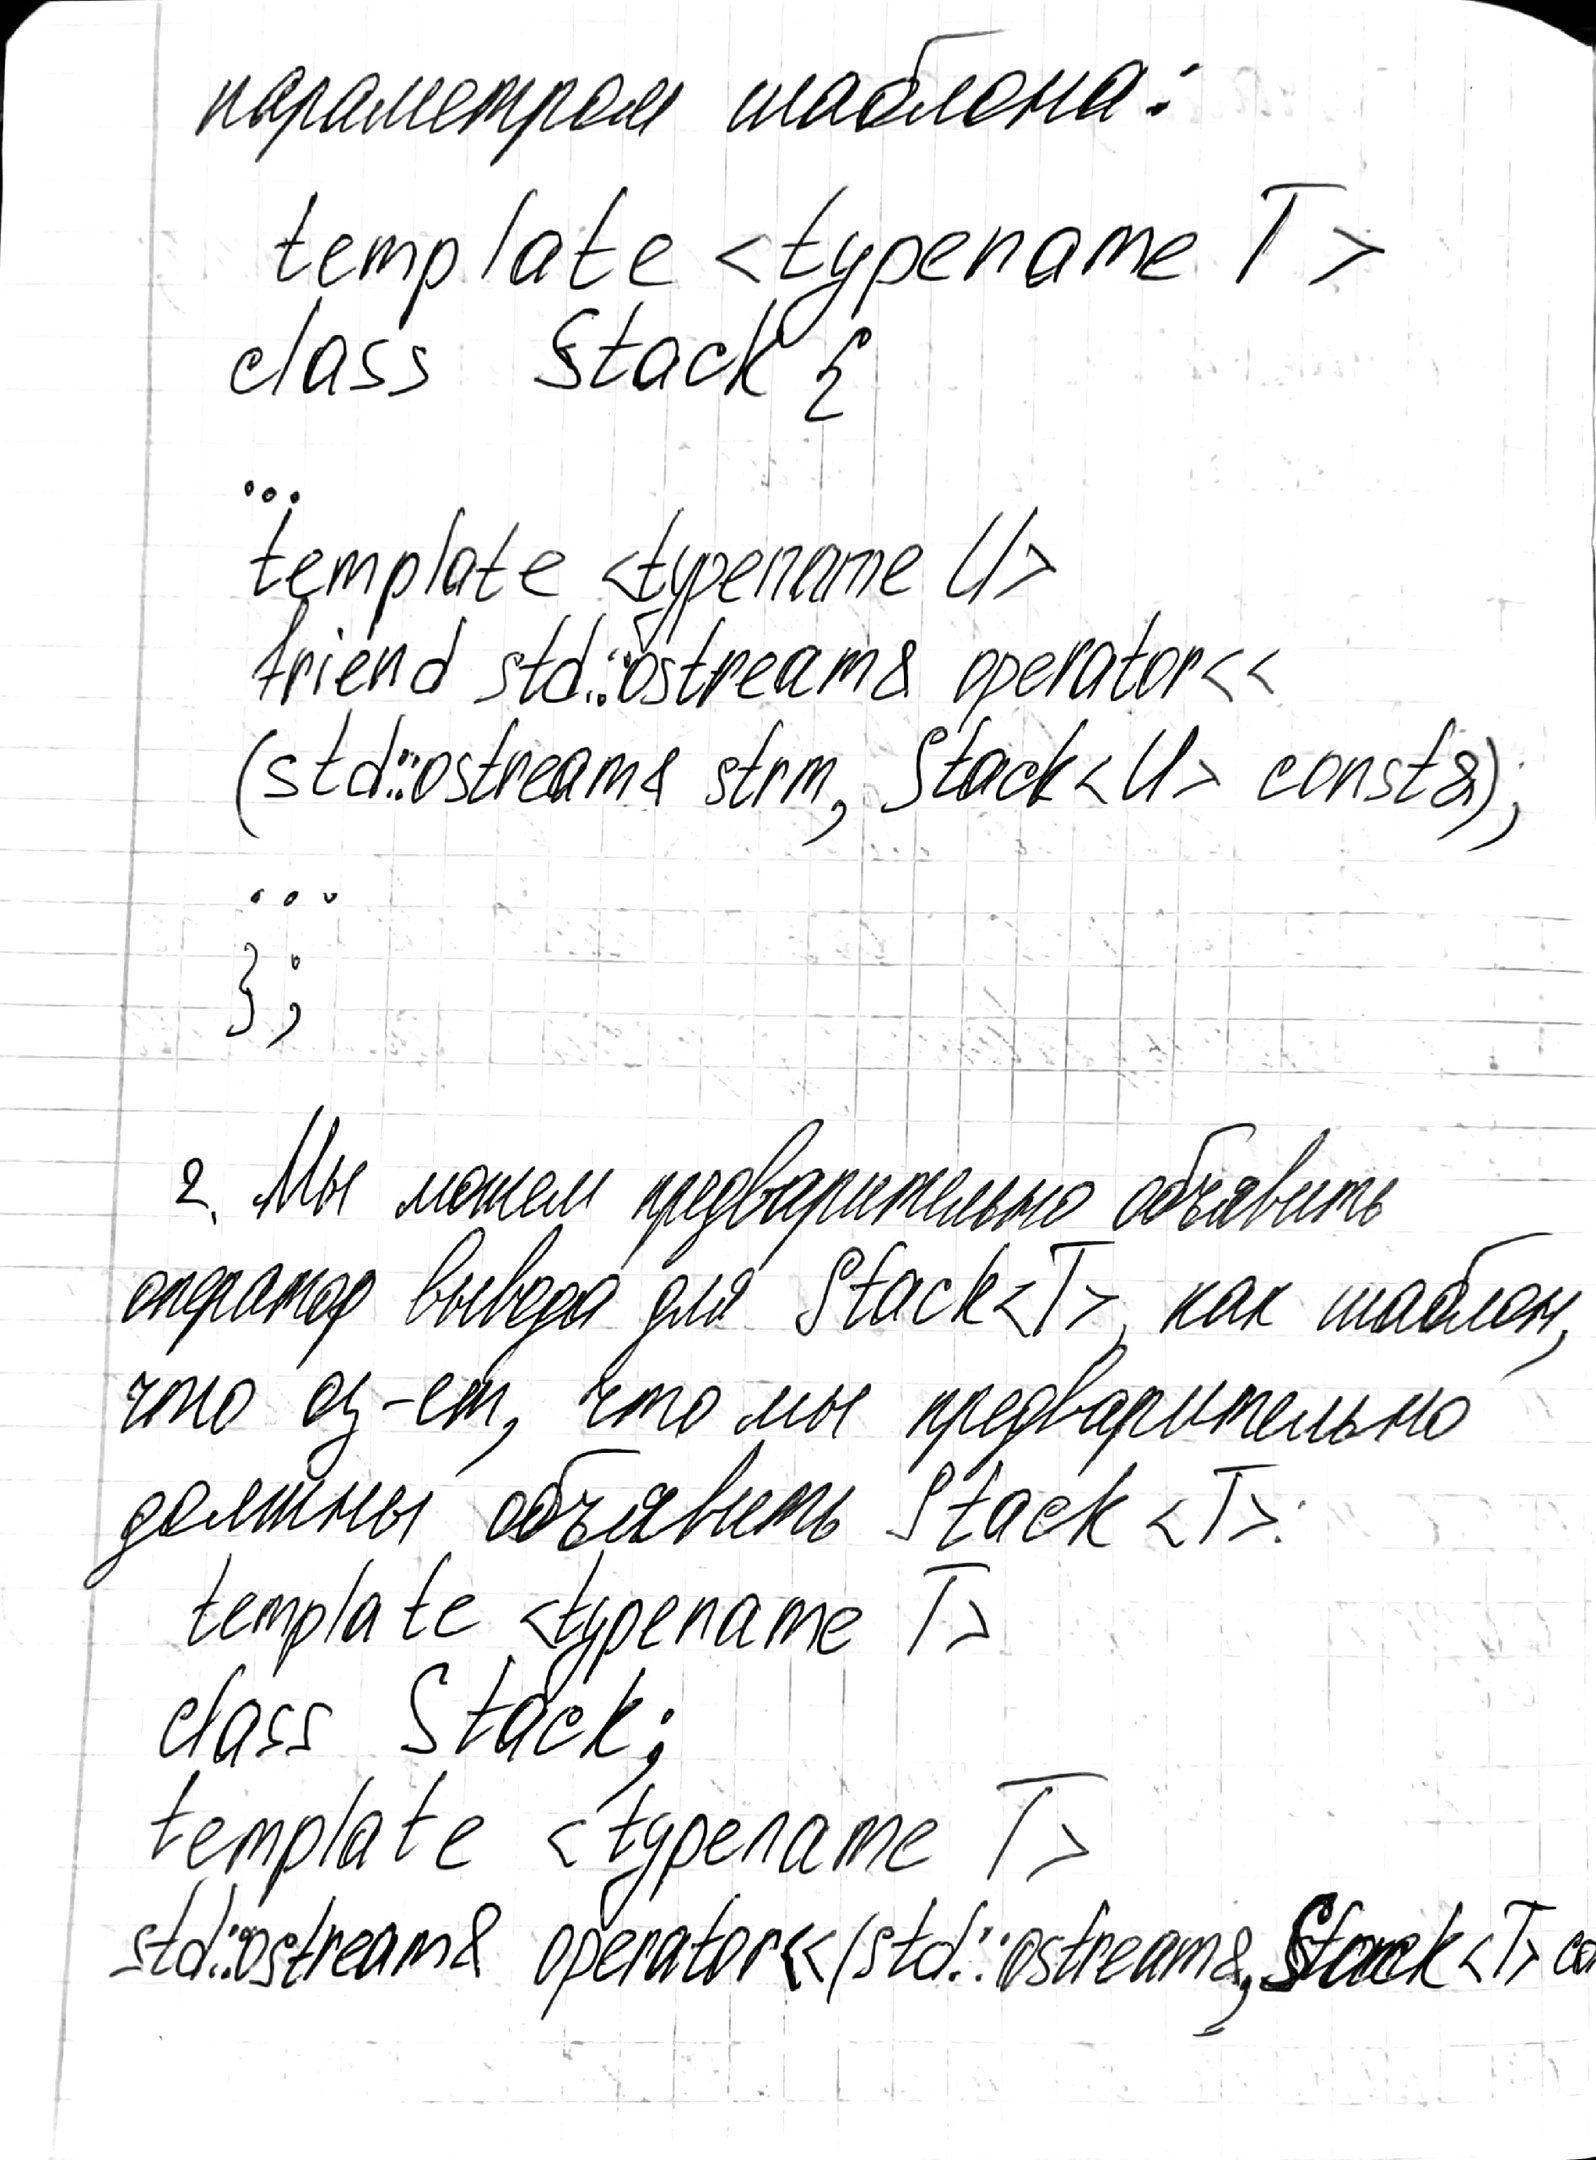 параметром шаблона:
template <typename T>
class Stack {
...
template <typename U>
friend std::ostream& operator<<
(std::ostream& strm, Stack<U> const&);
...
};
2. Мы можем предварительно объявить
оператор вывода для Stack<T>, как шаблон,
что оз-ет, что мы предварительно
должны объявить Stack <T>:
template <typename T>
class Stack;
template <typename T>
std::ostream& operator<<(std::ostream&, Stack<T> con